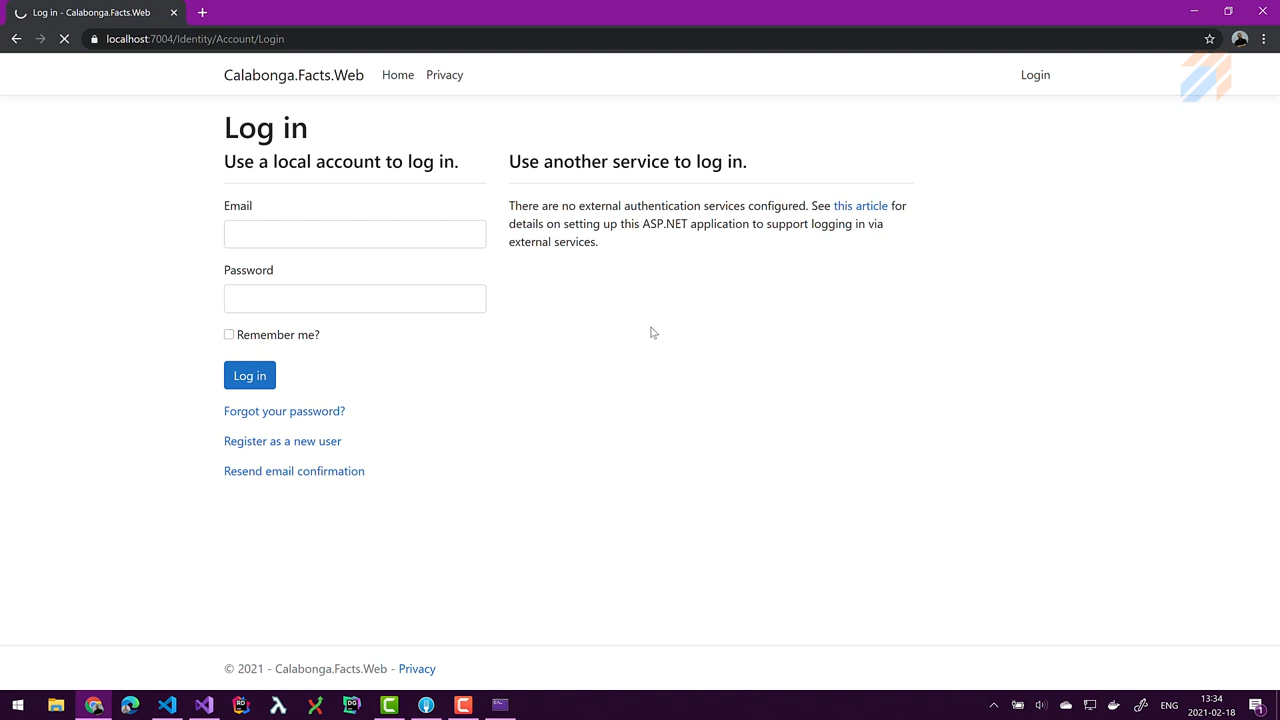 Log in - Calabonga.Facts.Web
localhost:7004/Identity/Account/Login
Calabonga.Facts.Web Home Privacy Login
Log in
Use a local account to log in.
Email
Password
Remember me?
Log in
Forgot your password?
Register as a new user
Resend email confirmation
Use another service to log in.
There are no external authentication services configured. See this article for
details on setting up this ASP.NET application to support logging in via
external services.
© 2021 - Calabonga.Facts.Web - Privacy
RD
DG
ENG
13:34
2021-02-18
1